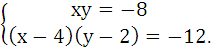 xy = −8
(x − 4)(y − 2) = −12.